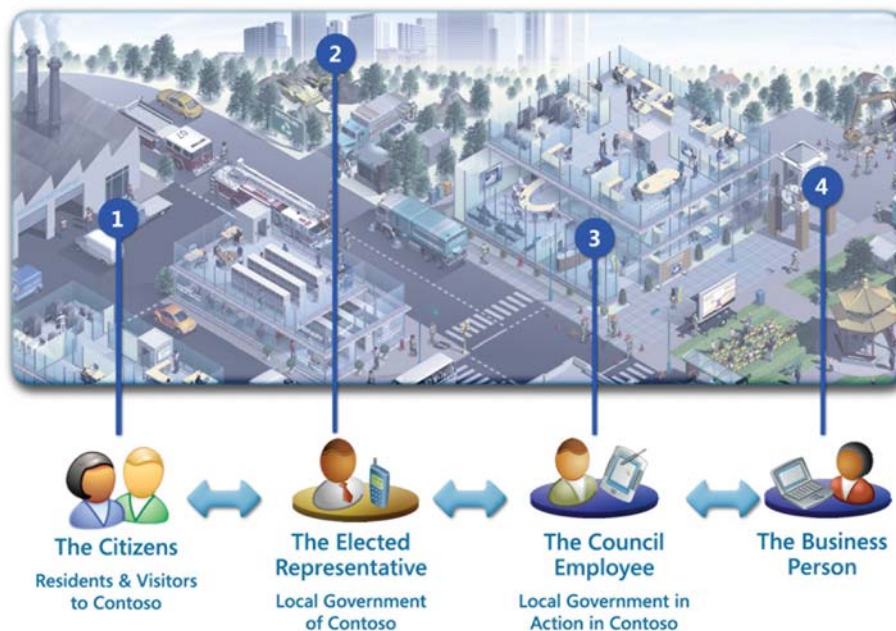 2
1
4
3
The Citizens
Residents & Visitors
to Contoso
The Elected
Representative
Local Government
of Contoso
The Council
Employee
Local Government in
Action in Contoso
The Business
Person